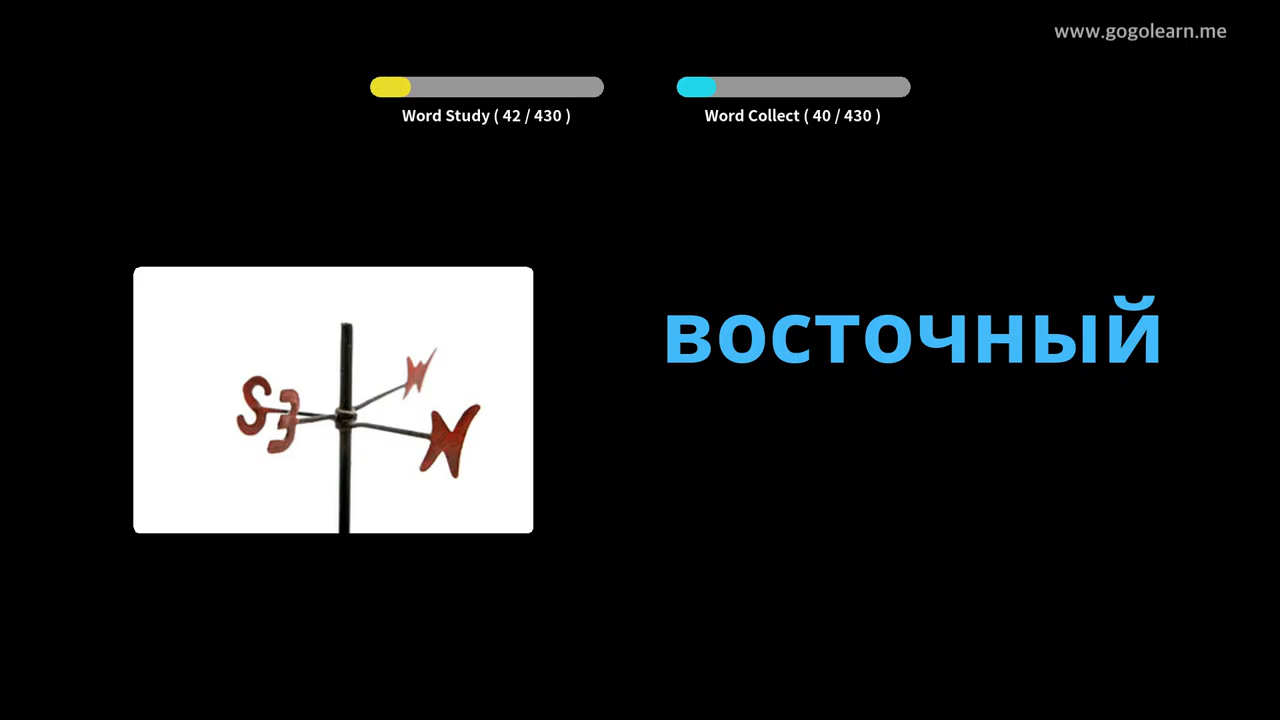 www.gogolearn.me
Word Study ( 42 / 430 )
Word Collect ( 40 / 430 )
восточный
S
E
N